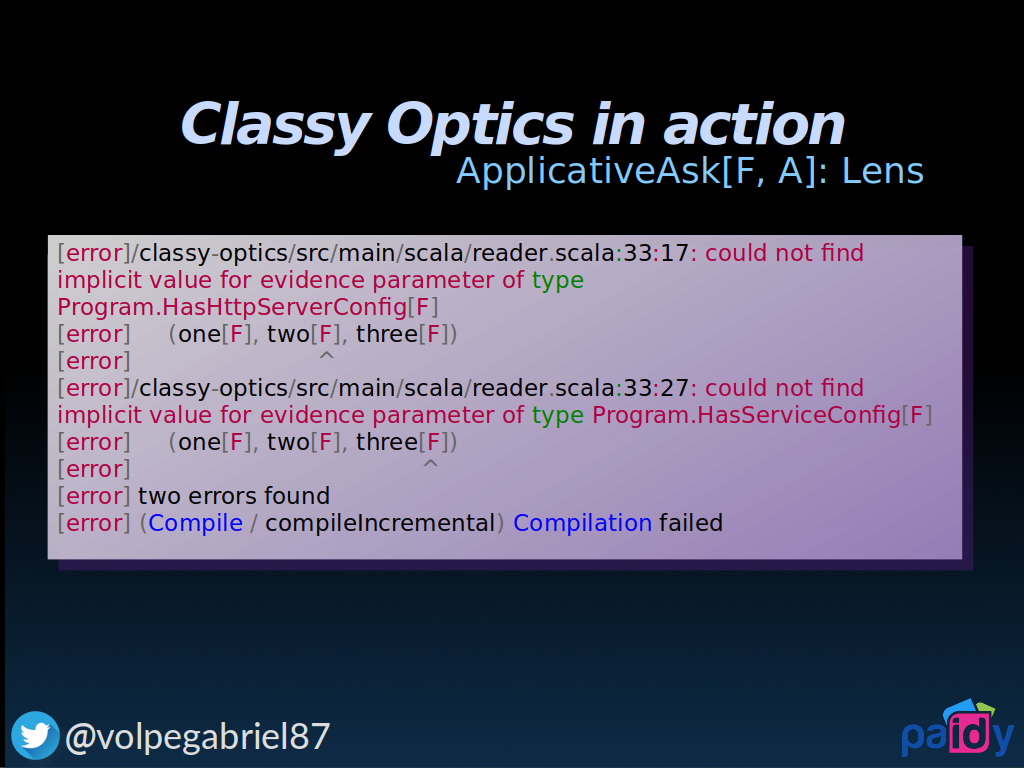 Classy Optics in action
ApplicativeAsk[F, A]: Lens
[error]/classy-optics/src/main/scala/reader.scala:33:17: could not find
implicit value for evidence parameter of type
Program.HasHttpServerConfig[F]
[error]     (one[F], two[F], three[F])
[error]                         ^
[error]/classy-optics/src/main/scala/reader.scala:33:27: could not find
implicit value for evidence parameter of type Program.HasServiceConfig[F]
[error]     (one[F], two[F], three[F])
[error]                                       ^
[error] two errors found
[error] (Compile / compileIncremental) Compilation failed
@volpegabriel87
paidy